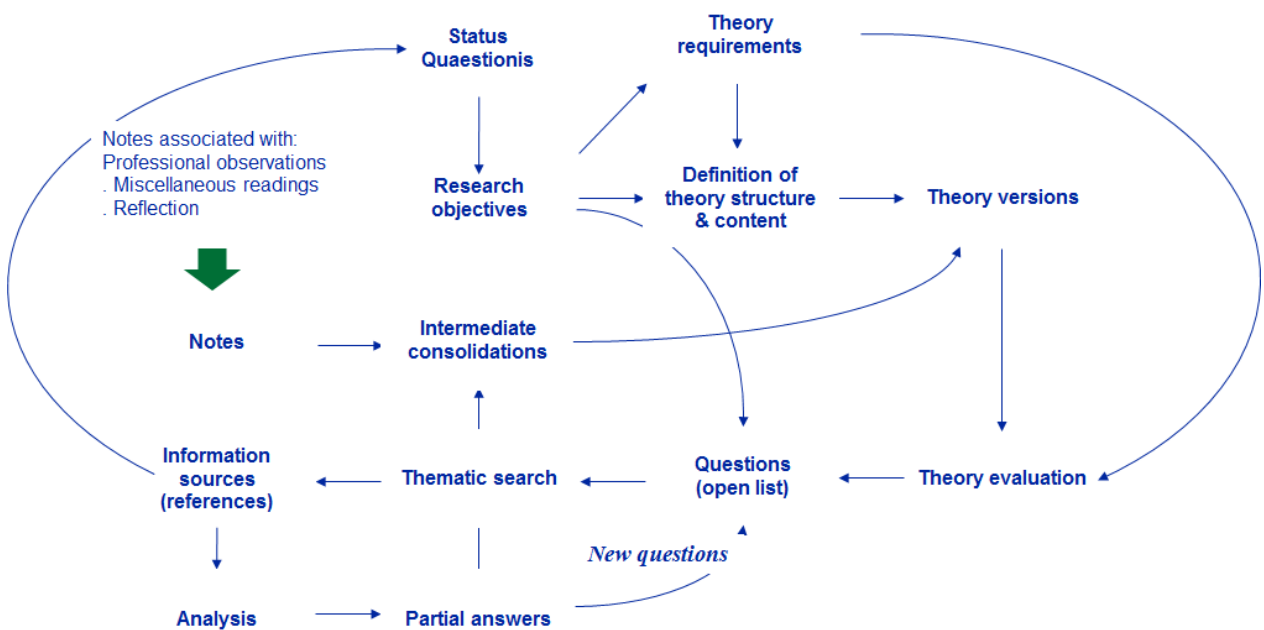 Status
Quaestionis
Theory
requirements
Notes associated with:
Professional observations
. Miscellaneous readings
. Reflection
Research
objectives
Definition of
theory structure
& content
Theory versions
Notes
Intermediate
consolidations
Information
sources
(references)
Thematic search
Questions
(open list)
Theory evaluation
New questions
Analysis
Partial answers